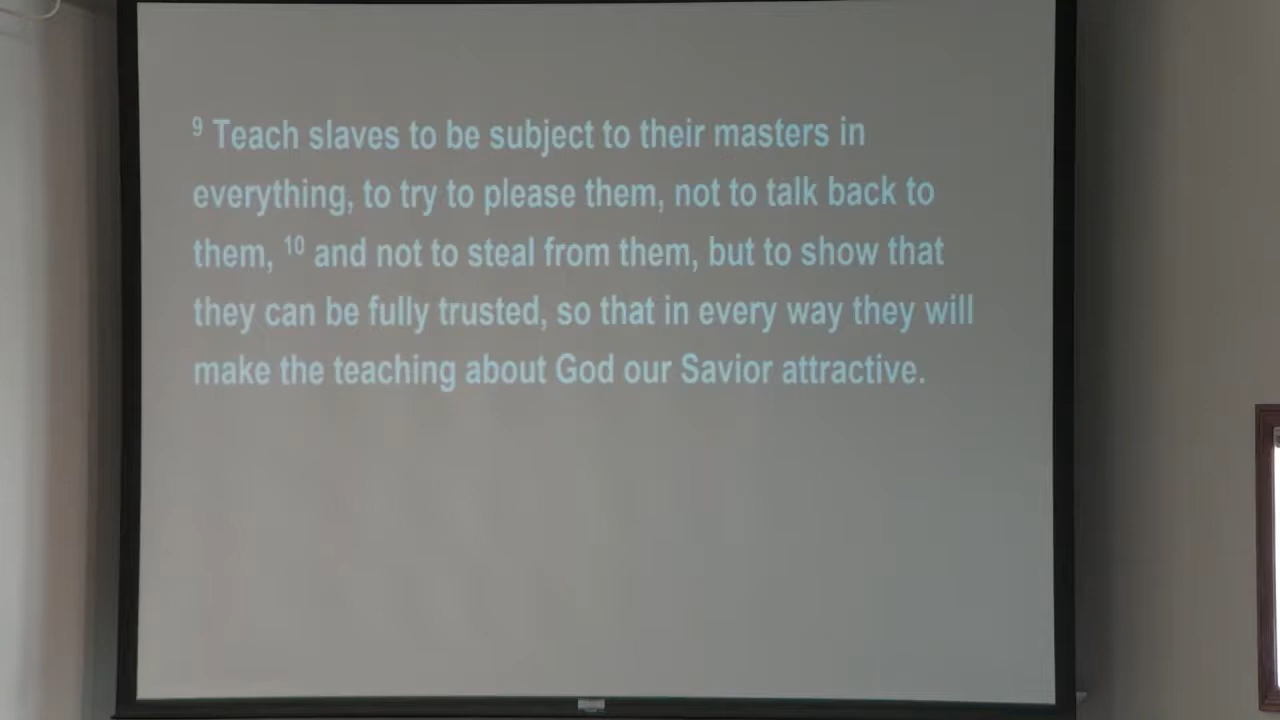 9 Teach slaves to be subject to their masters in
everything, to try to please them, not to talk back to
them, 10 and not to steal from them, but to show that
they can be fully trusted, so that in every way they will
make the teaching about God our Savior attractive.